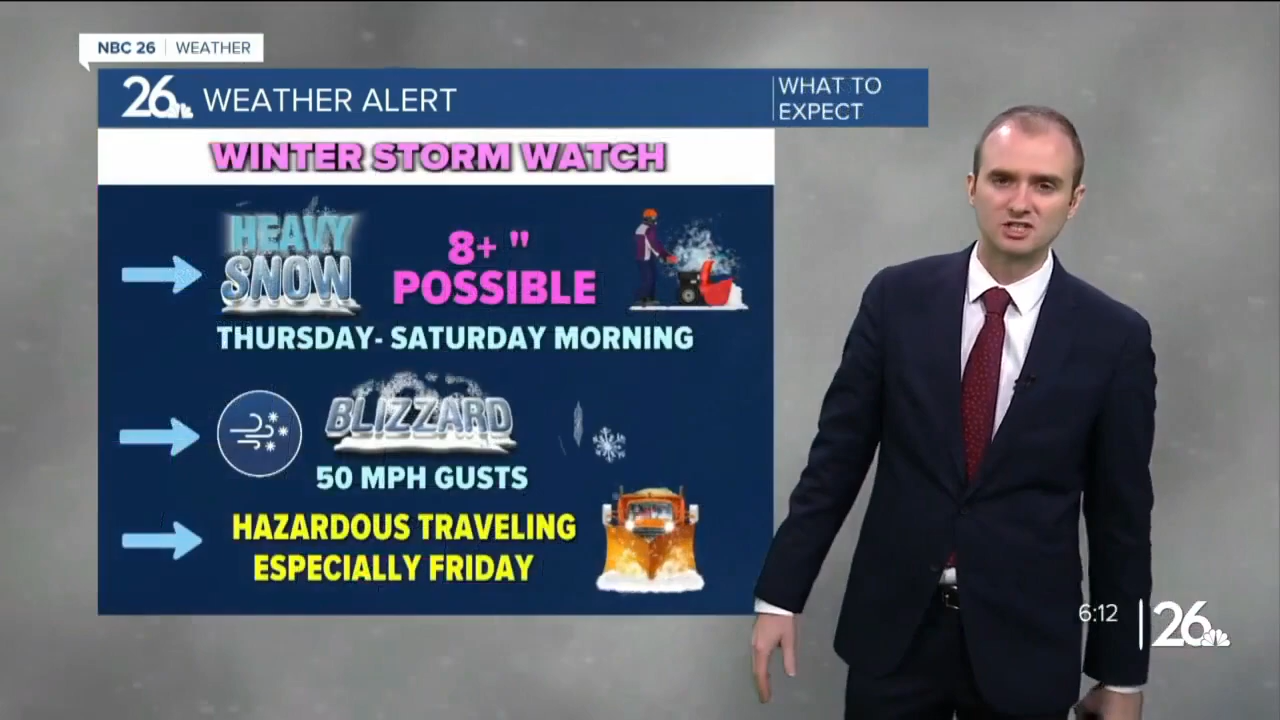 NBC 26 | WEATHER
26 WEATHER ALERT
WHAT TO
EXPECT
WINTER STORM WATCH
HEAVY
SNOW
8+ "
POSSIBLE
THURSDAY- SATURDAY MORNING
BLIZZARD
50 MPH GUSTS
HAZARDOUS TRAVELING
ESPECIALLY FRIDAY
6:12 | 26